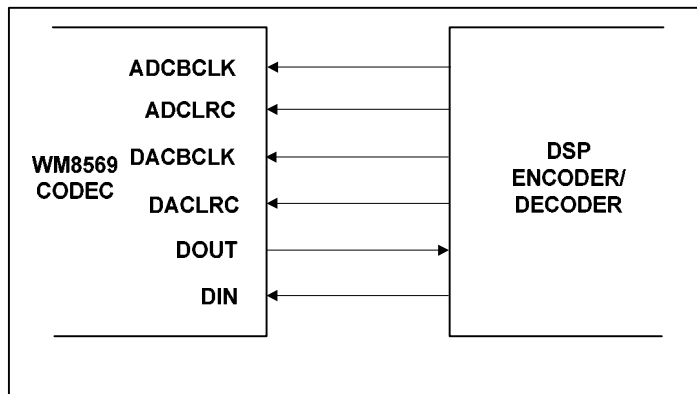 ADCBCLK
ADCLRC
WM8569
CODEC
DACBCLK
DACLRC
DOUT
DIN
DSP
ENCODER/
DECODER